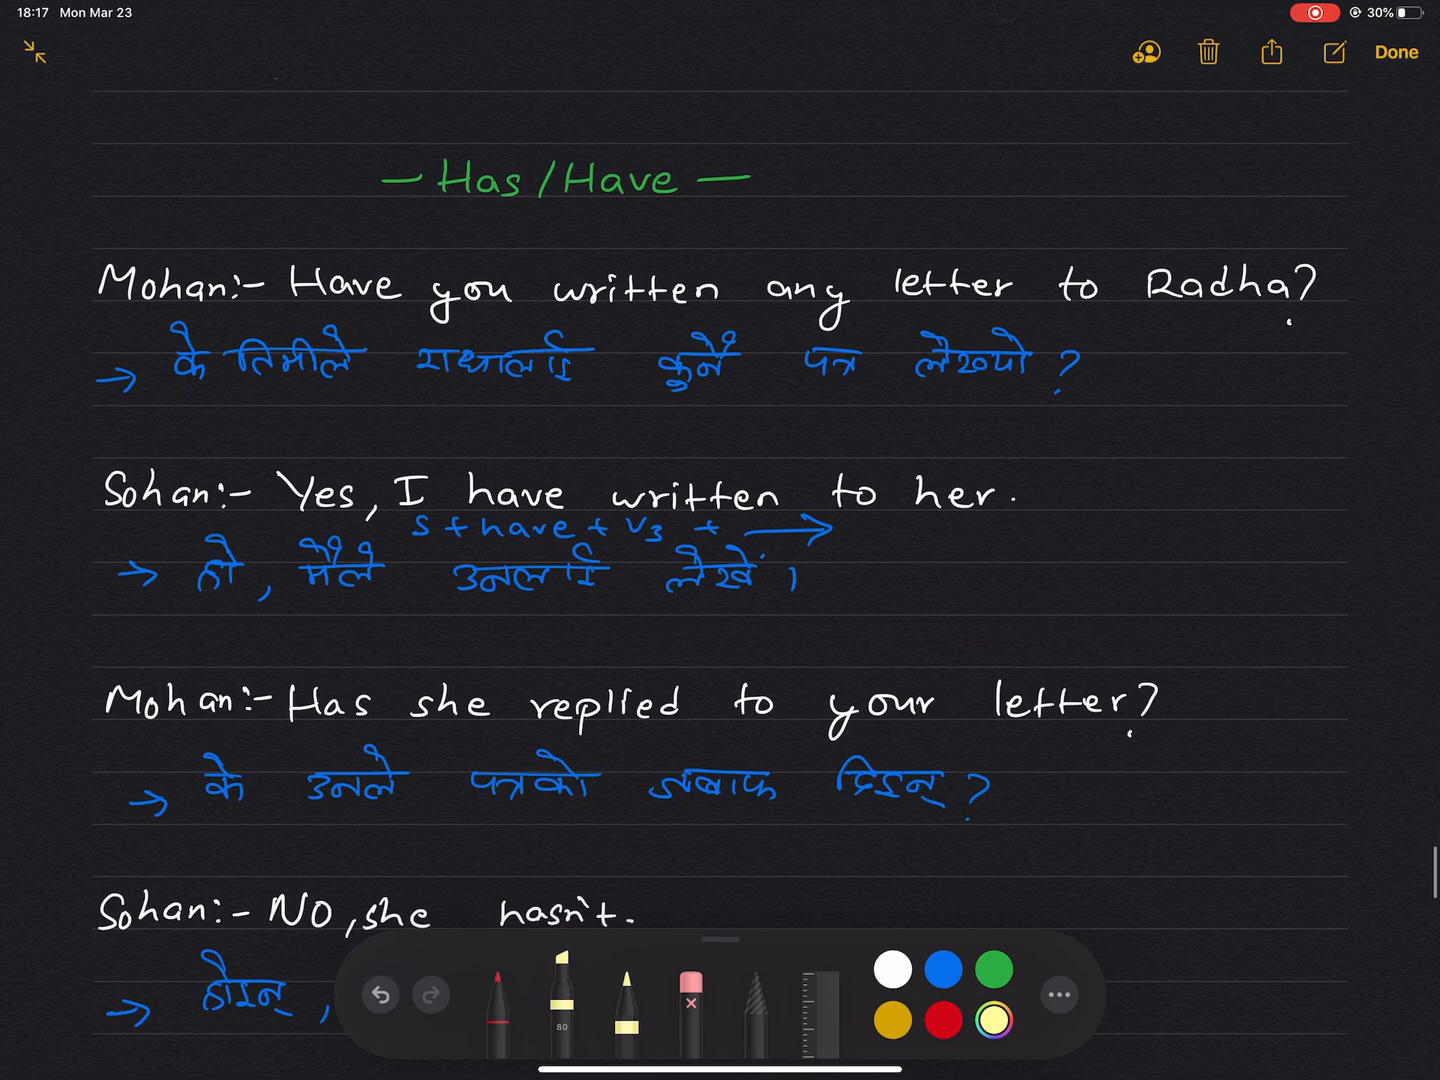 18:17 Mon Mar 23 30%
Done
— Has/Have —
Mohan:- Have you written any letter to Radha?
→ के तिमीले राधालाई कुनै पत्र लेख्यौ ?
Sohan:- Yes, I have written to her.
S + have + V3 + →
→ हो, मैले उनलाई लेखें ।
Mohan:- Has she replied to your letter?
→ के उनले पत्रको जवाफ दिइन् ?
Sohan:- No, she hasn't.
→ होइन्,
80